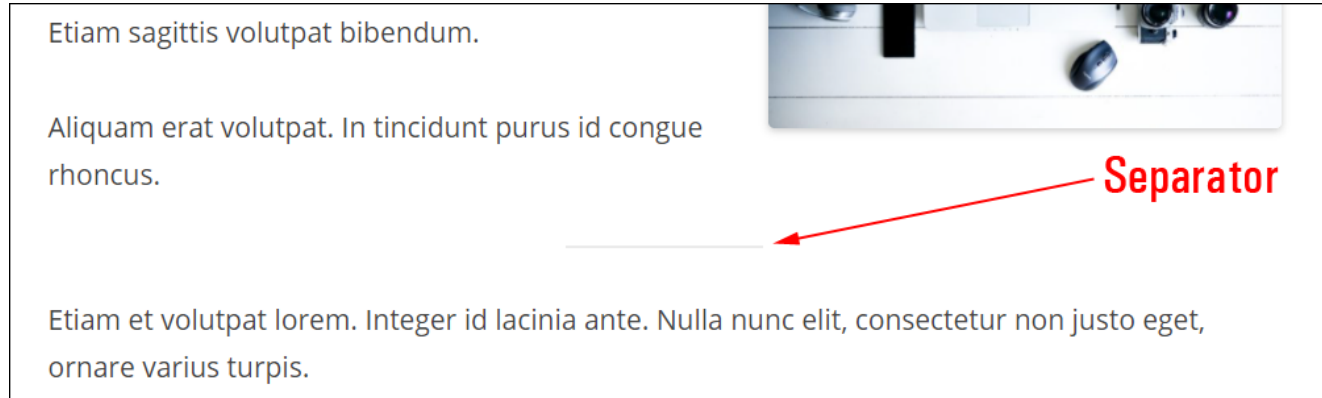 Etiam sagittis volutpat bibendum.
Aliquam erat volutpat. In tincidunt purus id congue
rhoncus.
Separator
Etiam et volutpat lorem. Integer id lacinia ante. Nulla nunc elit, consectetur non justo eget,
ornare varius turpis.